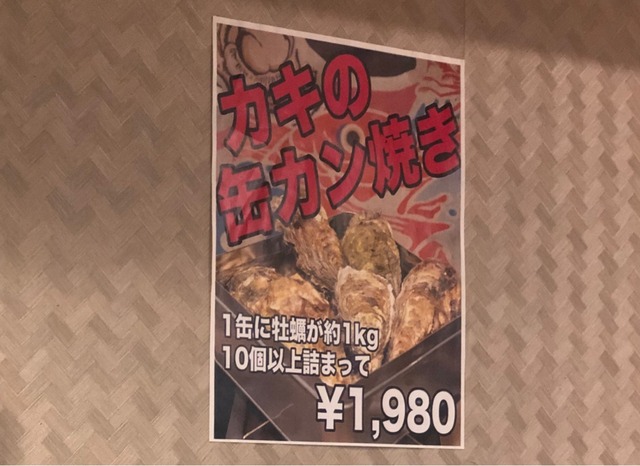 カキの
缶カン焼き
1缶に牡蠣が約1kg
10個以上詰まって
¥1,980